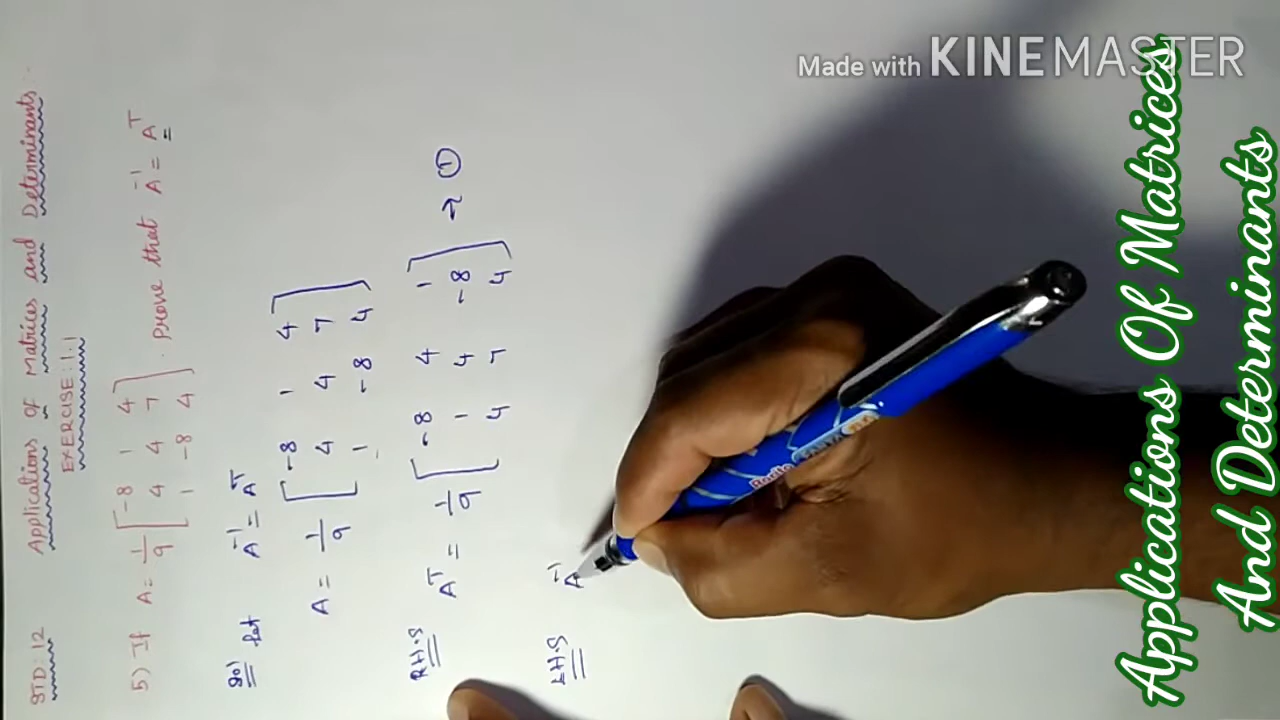 STD: 12 Applications of Matrices and Determinants:-
EXERCISE: 1.1
5) If A = 1/9 [ -8 1 4
4 4 7
1 -8 4 ]. Prove that A⁻¹ = Aᵀ
Sol Let A⁻¹ = Aᵀ
A = 1/9 [ -8 1 4
4 4 7
1 -8 4 ]
RH.S
Aᵀ = 1/9 [ -8 4 1
1 4 -8
4 7 4 ] → ①
LH.S A⁻¹
Made with KINEMASTER
Applications Of Matrices
And Determinants